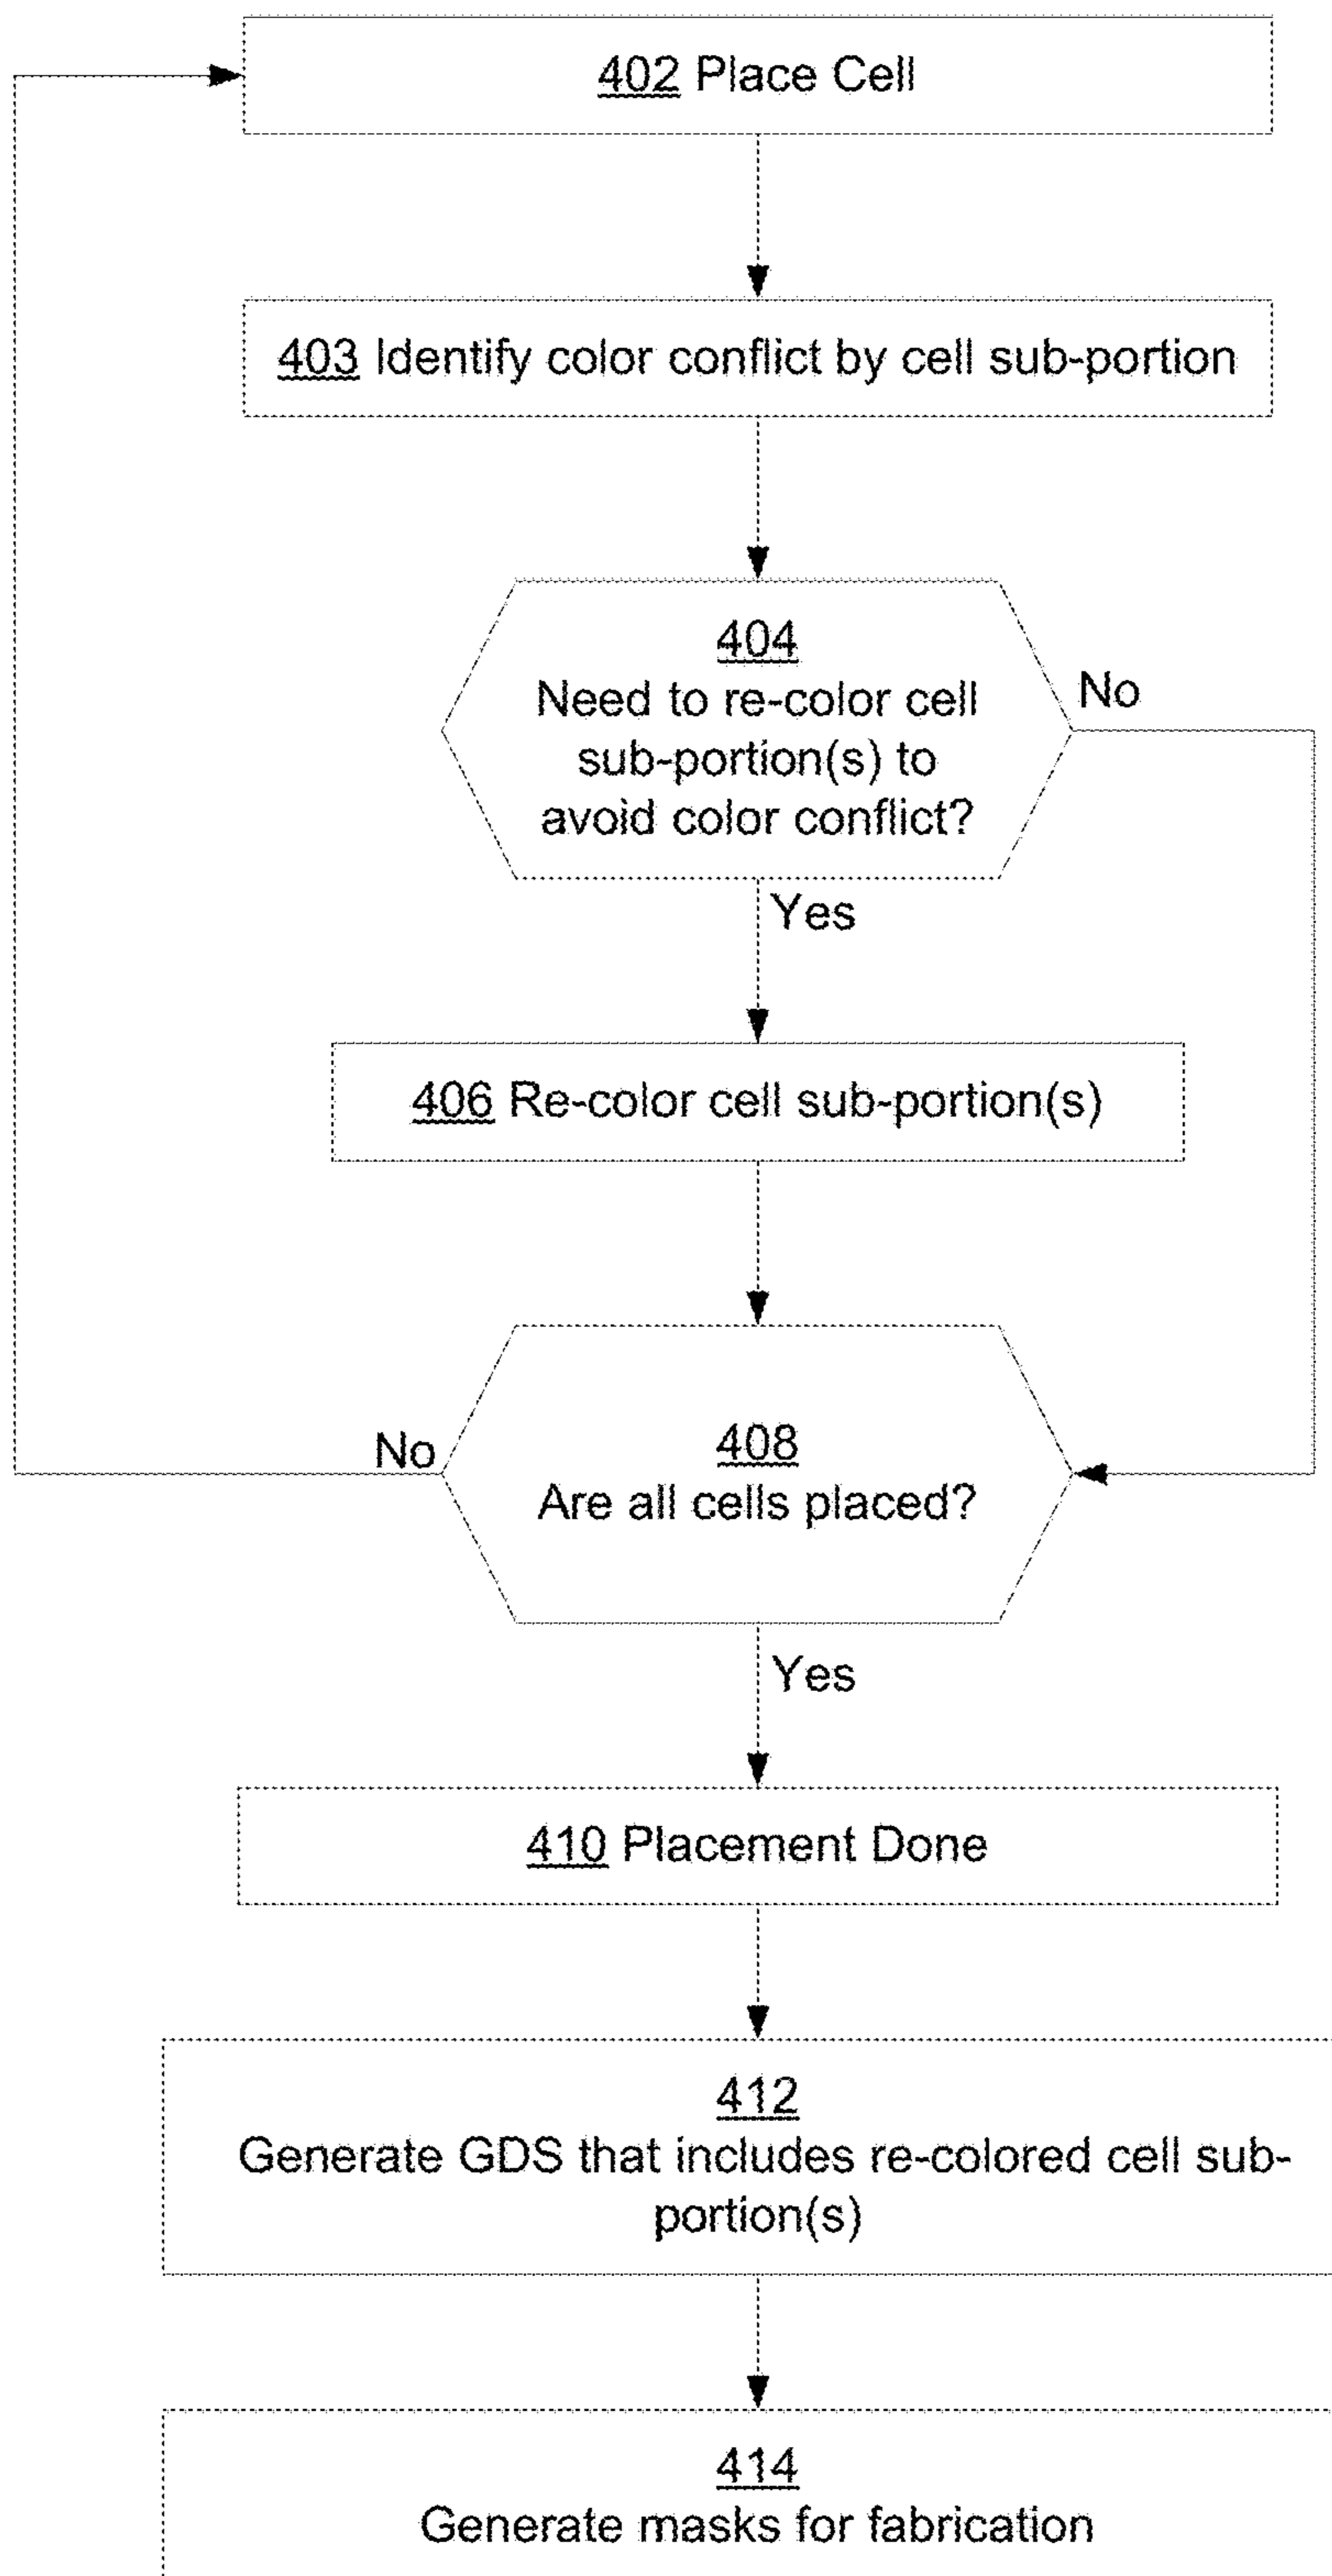 402 Place Cell
403 Identify color conflict by cell sub-portion
404
Need to re-color cell
sub-portion(s) to
avoid color conflict?
No
Yes
406 Re-color cell sub-portion(s)
No
408
Are all cells placed?
Yes
410 Placement Done
412
Generate GDS that includes re-colored cell sub-
portion(s)
414
Generate masks for fabrication